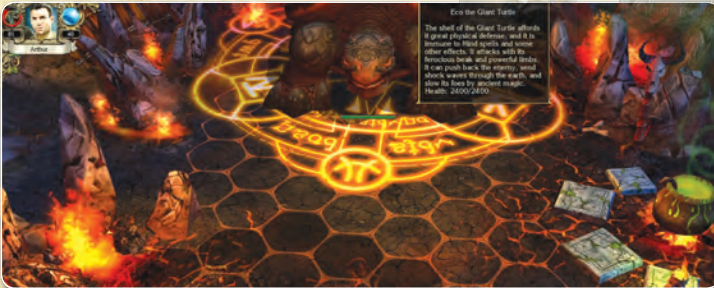 Eco the Giant Turtle
The shell of the Giant Turtle affords
it great physical defense, and it is
immune to Mind spells and some
other effects. It attacks with its
ferocious beak and powerful limbs.
It can push back the enemy, send
shock waves through the earth, and
slow its foes by ancient magic.
Health: 2400/2400
Arthur